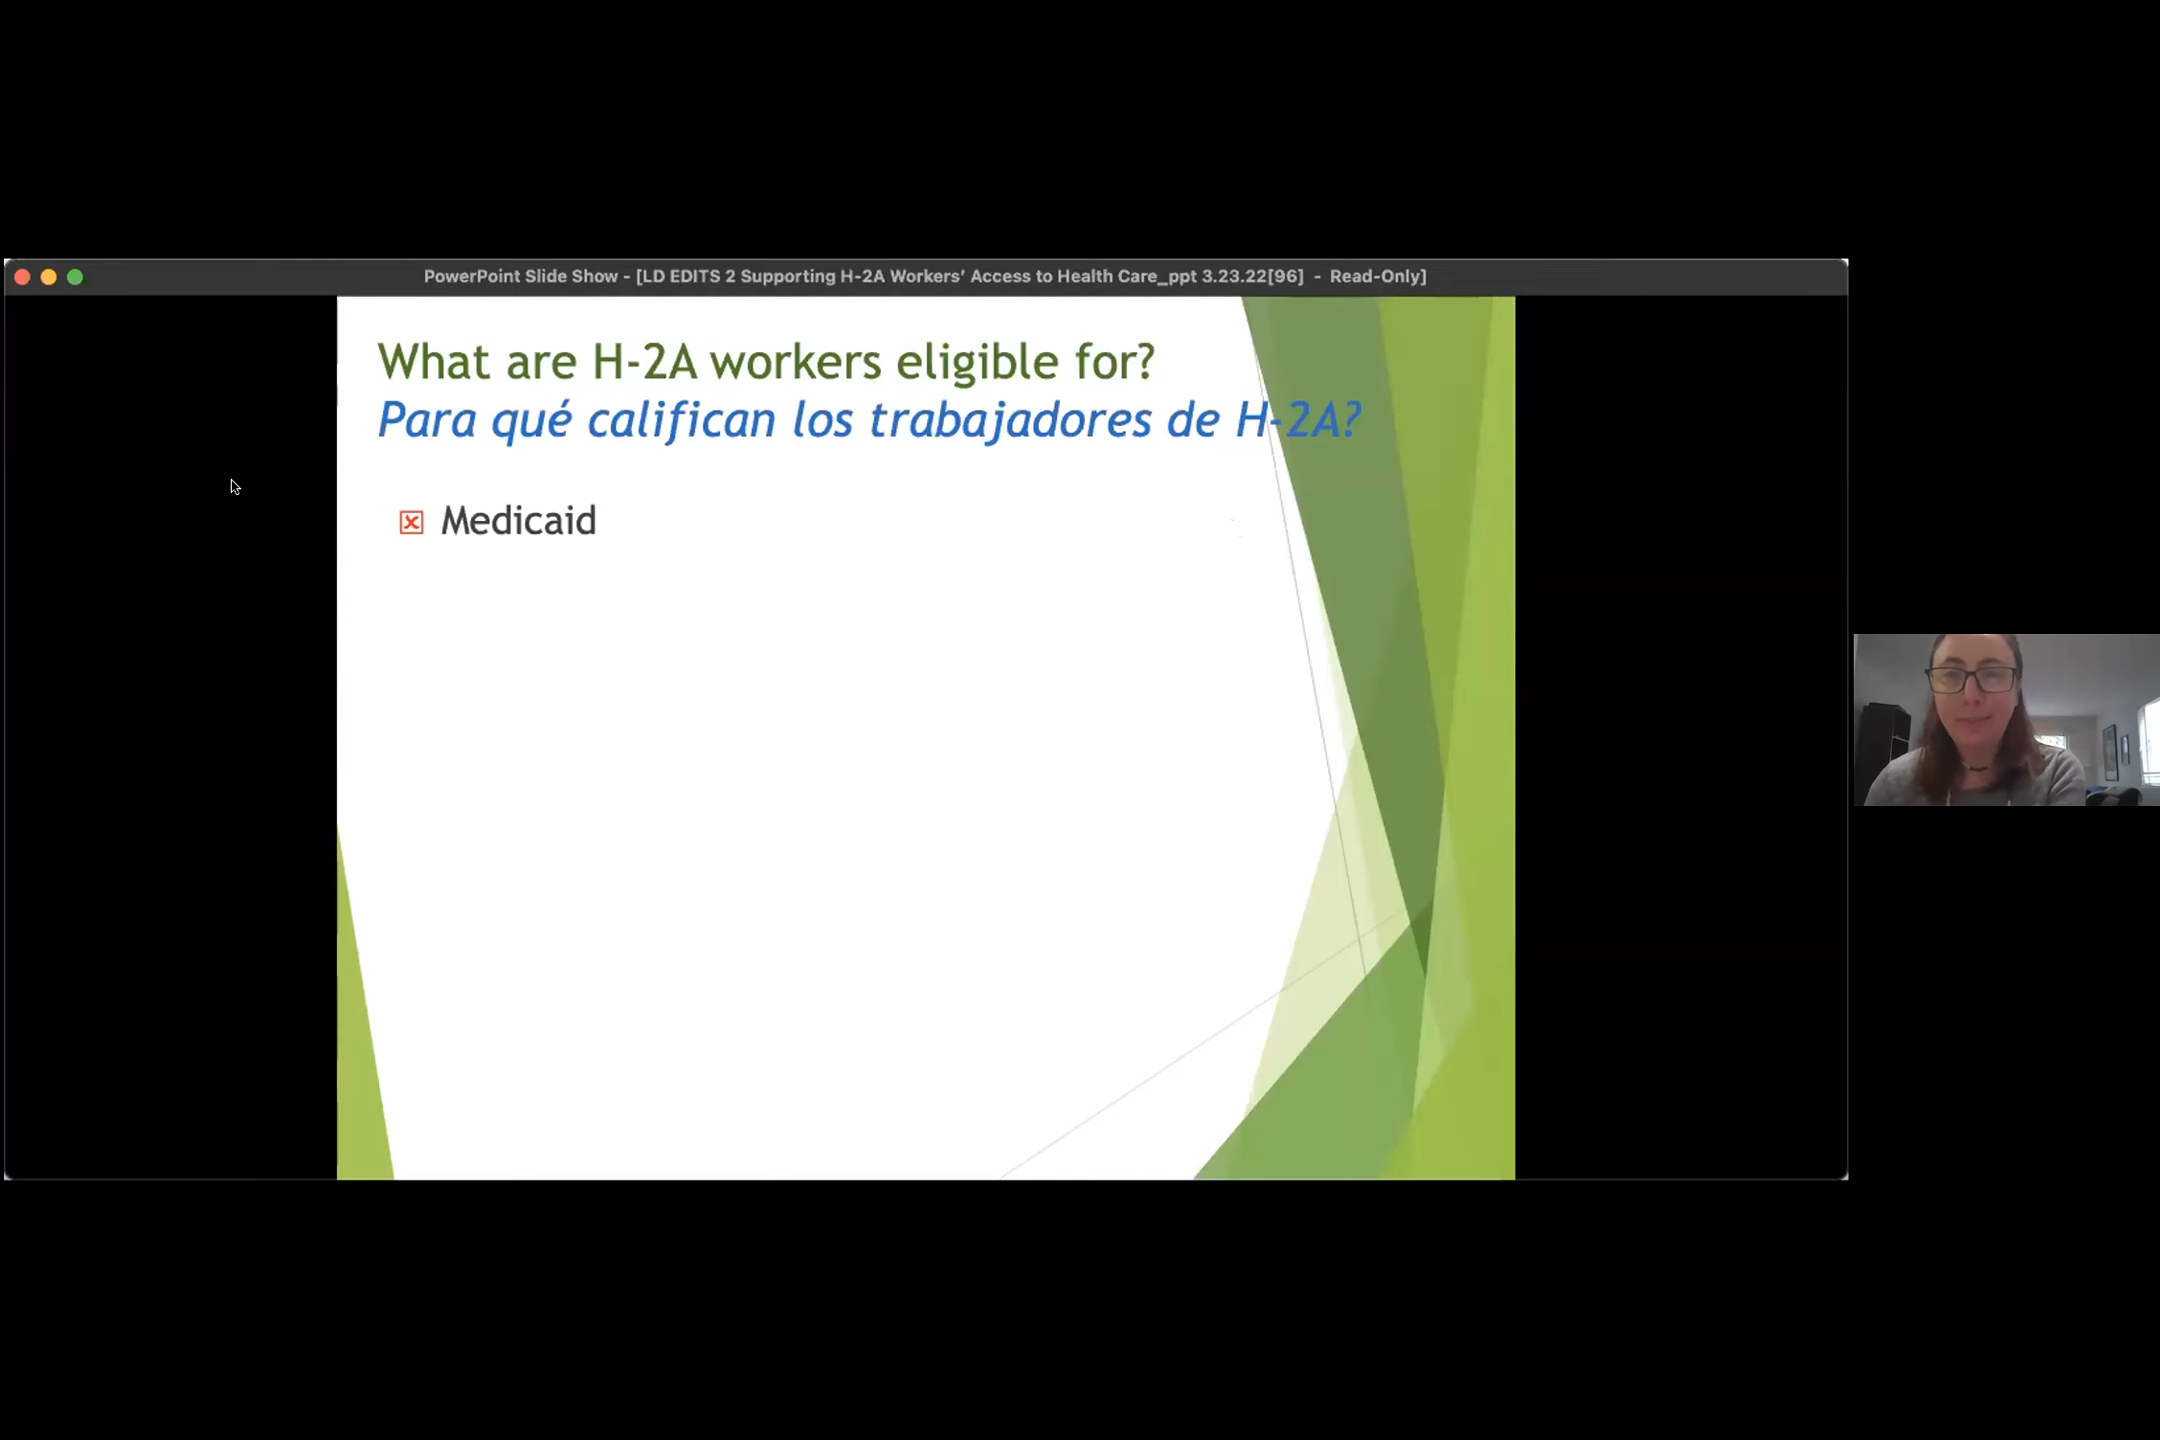 PowerPoint Slide Show - [LD EDITS 2 Supporting H-2A Workers’ Access to Health Care_ppt 3.23.22[96] - Read-Only]
What are H-2A workers eligible for?
Para qué califican los trabajadores de H-2A?
Medicaid